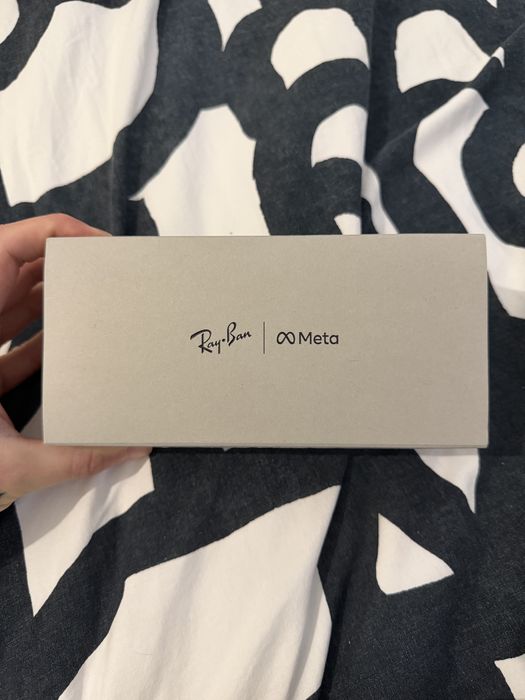 Ray-Ban | ∞ Meta